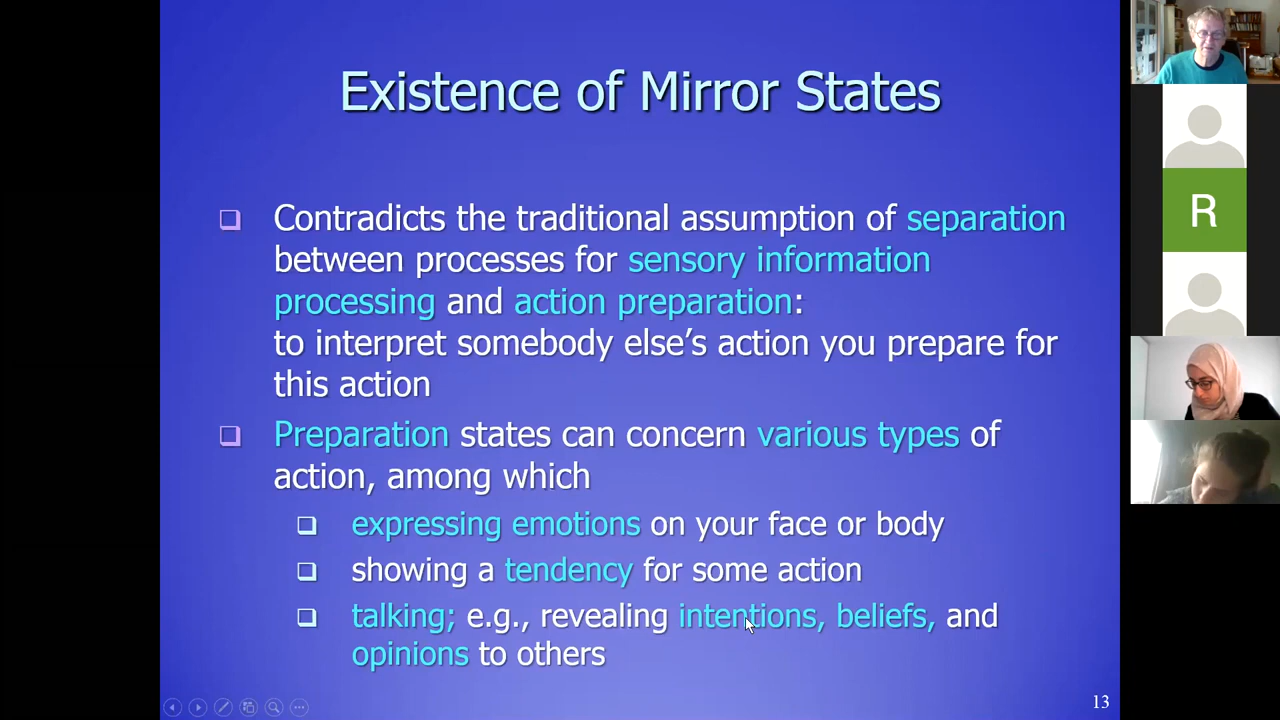 Existence of Mirror States
Contradicts the traditional assumption of separation
between processes for sensory information
processing and action preparation:
to interpret somebody else's action you prepare for
this action
Preparation states can concern various types of
action, among which
expressing emotions on your face or body
showing a tendency for some action
talking; e.g., revealing intentions, beliefs, and
opinions to others
13
R